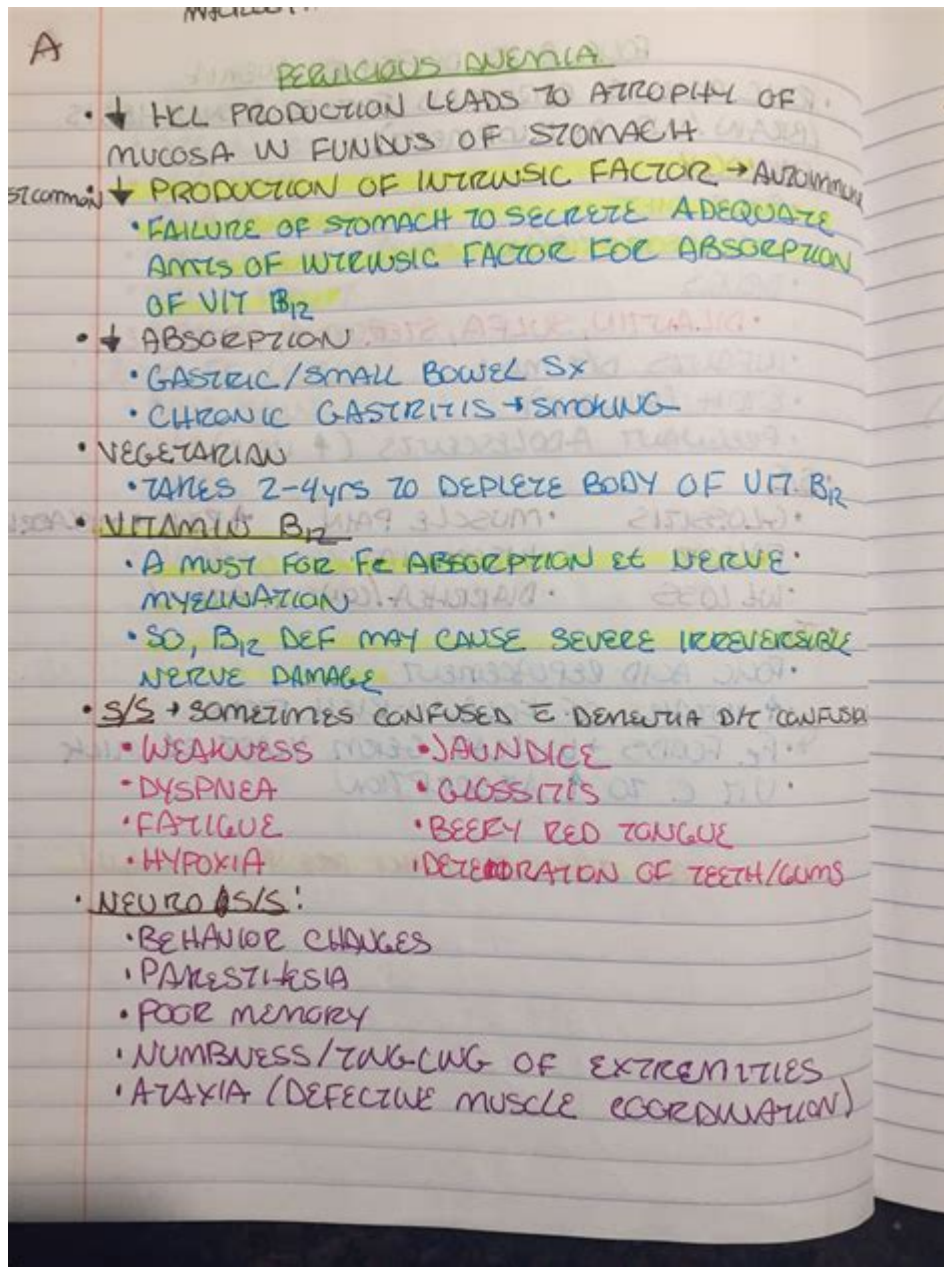 A
PERNICIOUS ANEMIA
• ↓ HCL PRODUCTION LEADS TO ATROPHY OF
MUCOSA IN FUNDUS OF STOMACH
STcommon ↓ PRODUCTION OF INTRINSIC FACTOR → AUTOIMMUNE
• FAILURE OF STOMACH TO SECRETE ADEQUATE
AMTS OF INTRINSIC FACTOR FOR ABSORPTION
OF VIT B12
• ↓ ABSORPTION
• GASTRIC/SMALL BOWEL SX
• CHRONIC GASTRITIS → SMOKING
• VEGETARIAN
• TAKES 2-4yrs TO DEPLETE BODY OF VIT. B12
• VITAMIN B12
• A MUST FOR Fe ABSORPTION Et NERVE
MYELINATION
• SO, B12 DEF MAY CAUSE SEVERE IRREVERSIBLE
NERVE DAMAGE
• S/S → SOMETIMES CONFUSED c̄ DEMENTIA D/t CONFUSION
• WEAKNESS • JAUNDICE
• DYSPNEA • GLOSSITIS
• FATIGUE • BEERY RED TONGUE
• HYPOXIA • DETERIORATION OF TEETH/GUMS
• NEURO S/S:
• BEHAVIOR CHANGES
• PARESTHESIA
• POOR MEMORY
• NUMBNESS/TINGLING OF EXTREMITIES
• ATAXIA (DEFECTIVE MUSCLE COORDINATION)